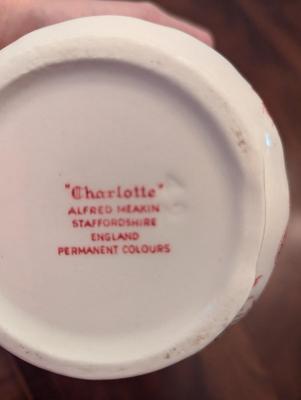 "Charlotte"
ALFRED MEAKIN
STAFFORDSHIRE
ENGLAND
PERMANENT COLOURS